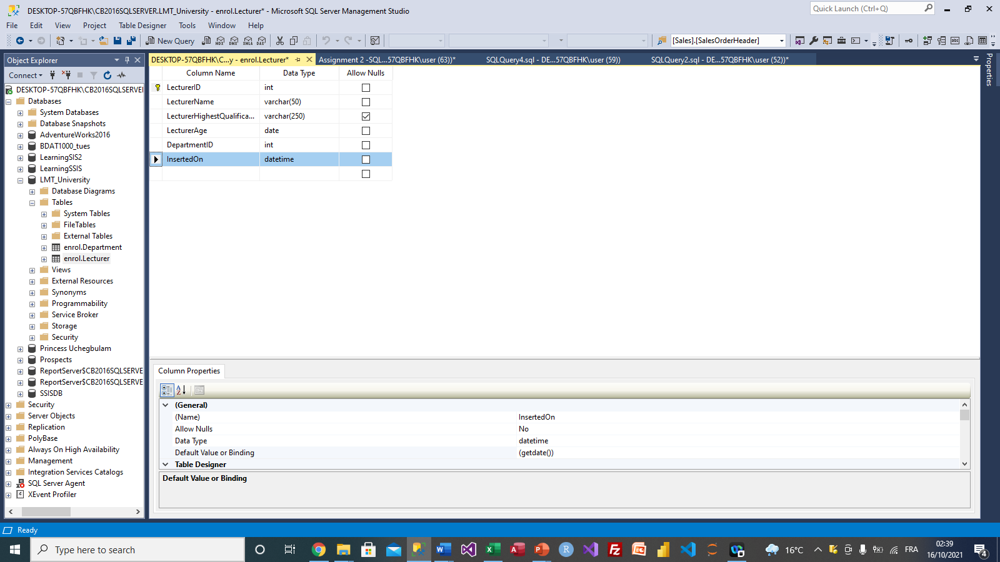 DESKTOP-57QBFHK\CB2016SQLSERVER.LMT_University - enrol.Lecturer* - Microsoft SQL Server Management Studio
Quick Launch (Ctrl+Q)
File Edit View Project Table Designer Tools Window Help
New Query
MDX DMX XMLA DAX
[Sales].[SalesOrderHeader]
Object Explorer
DESKTOP-57QBFHK\C...y - enrol.Lecturer*
Assignment 2 -SQL...57QBFHK\user (63))*
SQLQuery4.sql - DE...57QBFHK\user (59))
SQLQuery2.sql - DE...57QBFHK\user (52))*
Properties
Connect
DESKTOP-57QBFHK\CB2016SQLSERVER
Databases
System Databases
Database Snapshots
AdventureWorks2016
BDAT1000_tues
LearningSIS2
LearningSSIS
LMT_University
Database Diagrams
Tables
System Tables
FileTables
External Tables
enrol.Department
enrol.Lecturer
Views
External Resources
Synonyms
Programmability
Service Broker
Storage
Security
Princess Uchegbulam
Prospects
ReportServer$CB2016SQLSERVE
ReportServer$CB2016SQLSERVE
SSISDB
Security
Server Objects
Replication
PolyBase
Always On High Availability
Management
Integration Services Catalogs
SQL Server Agent
XEvent Profiler
Column Name Data Type Allow Nulls
LecturerID int
LecturerName varchar(50)
LecturerHighestQualifica... varchar(250)
LecturerAge date
DepartmentID int
InsertedOn datetime
Column Properties
(General)
(Name) InsertedOn
Allow Nulls No
Data Type datetime
Default Value or Binding (getdate())
Table Designer
Default Value or Binding
Ready
Type here to search
16°C
FRA
02:39
16/10/2021
4